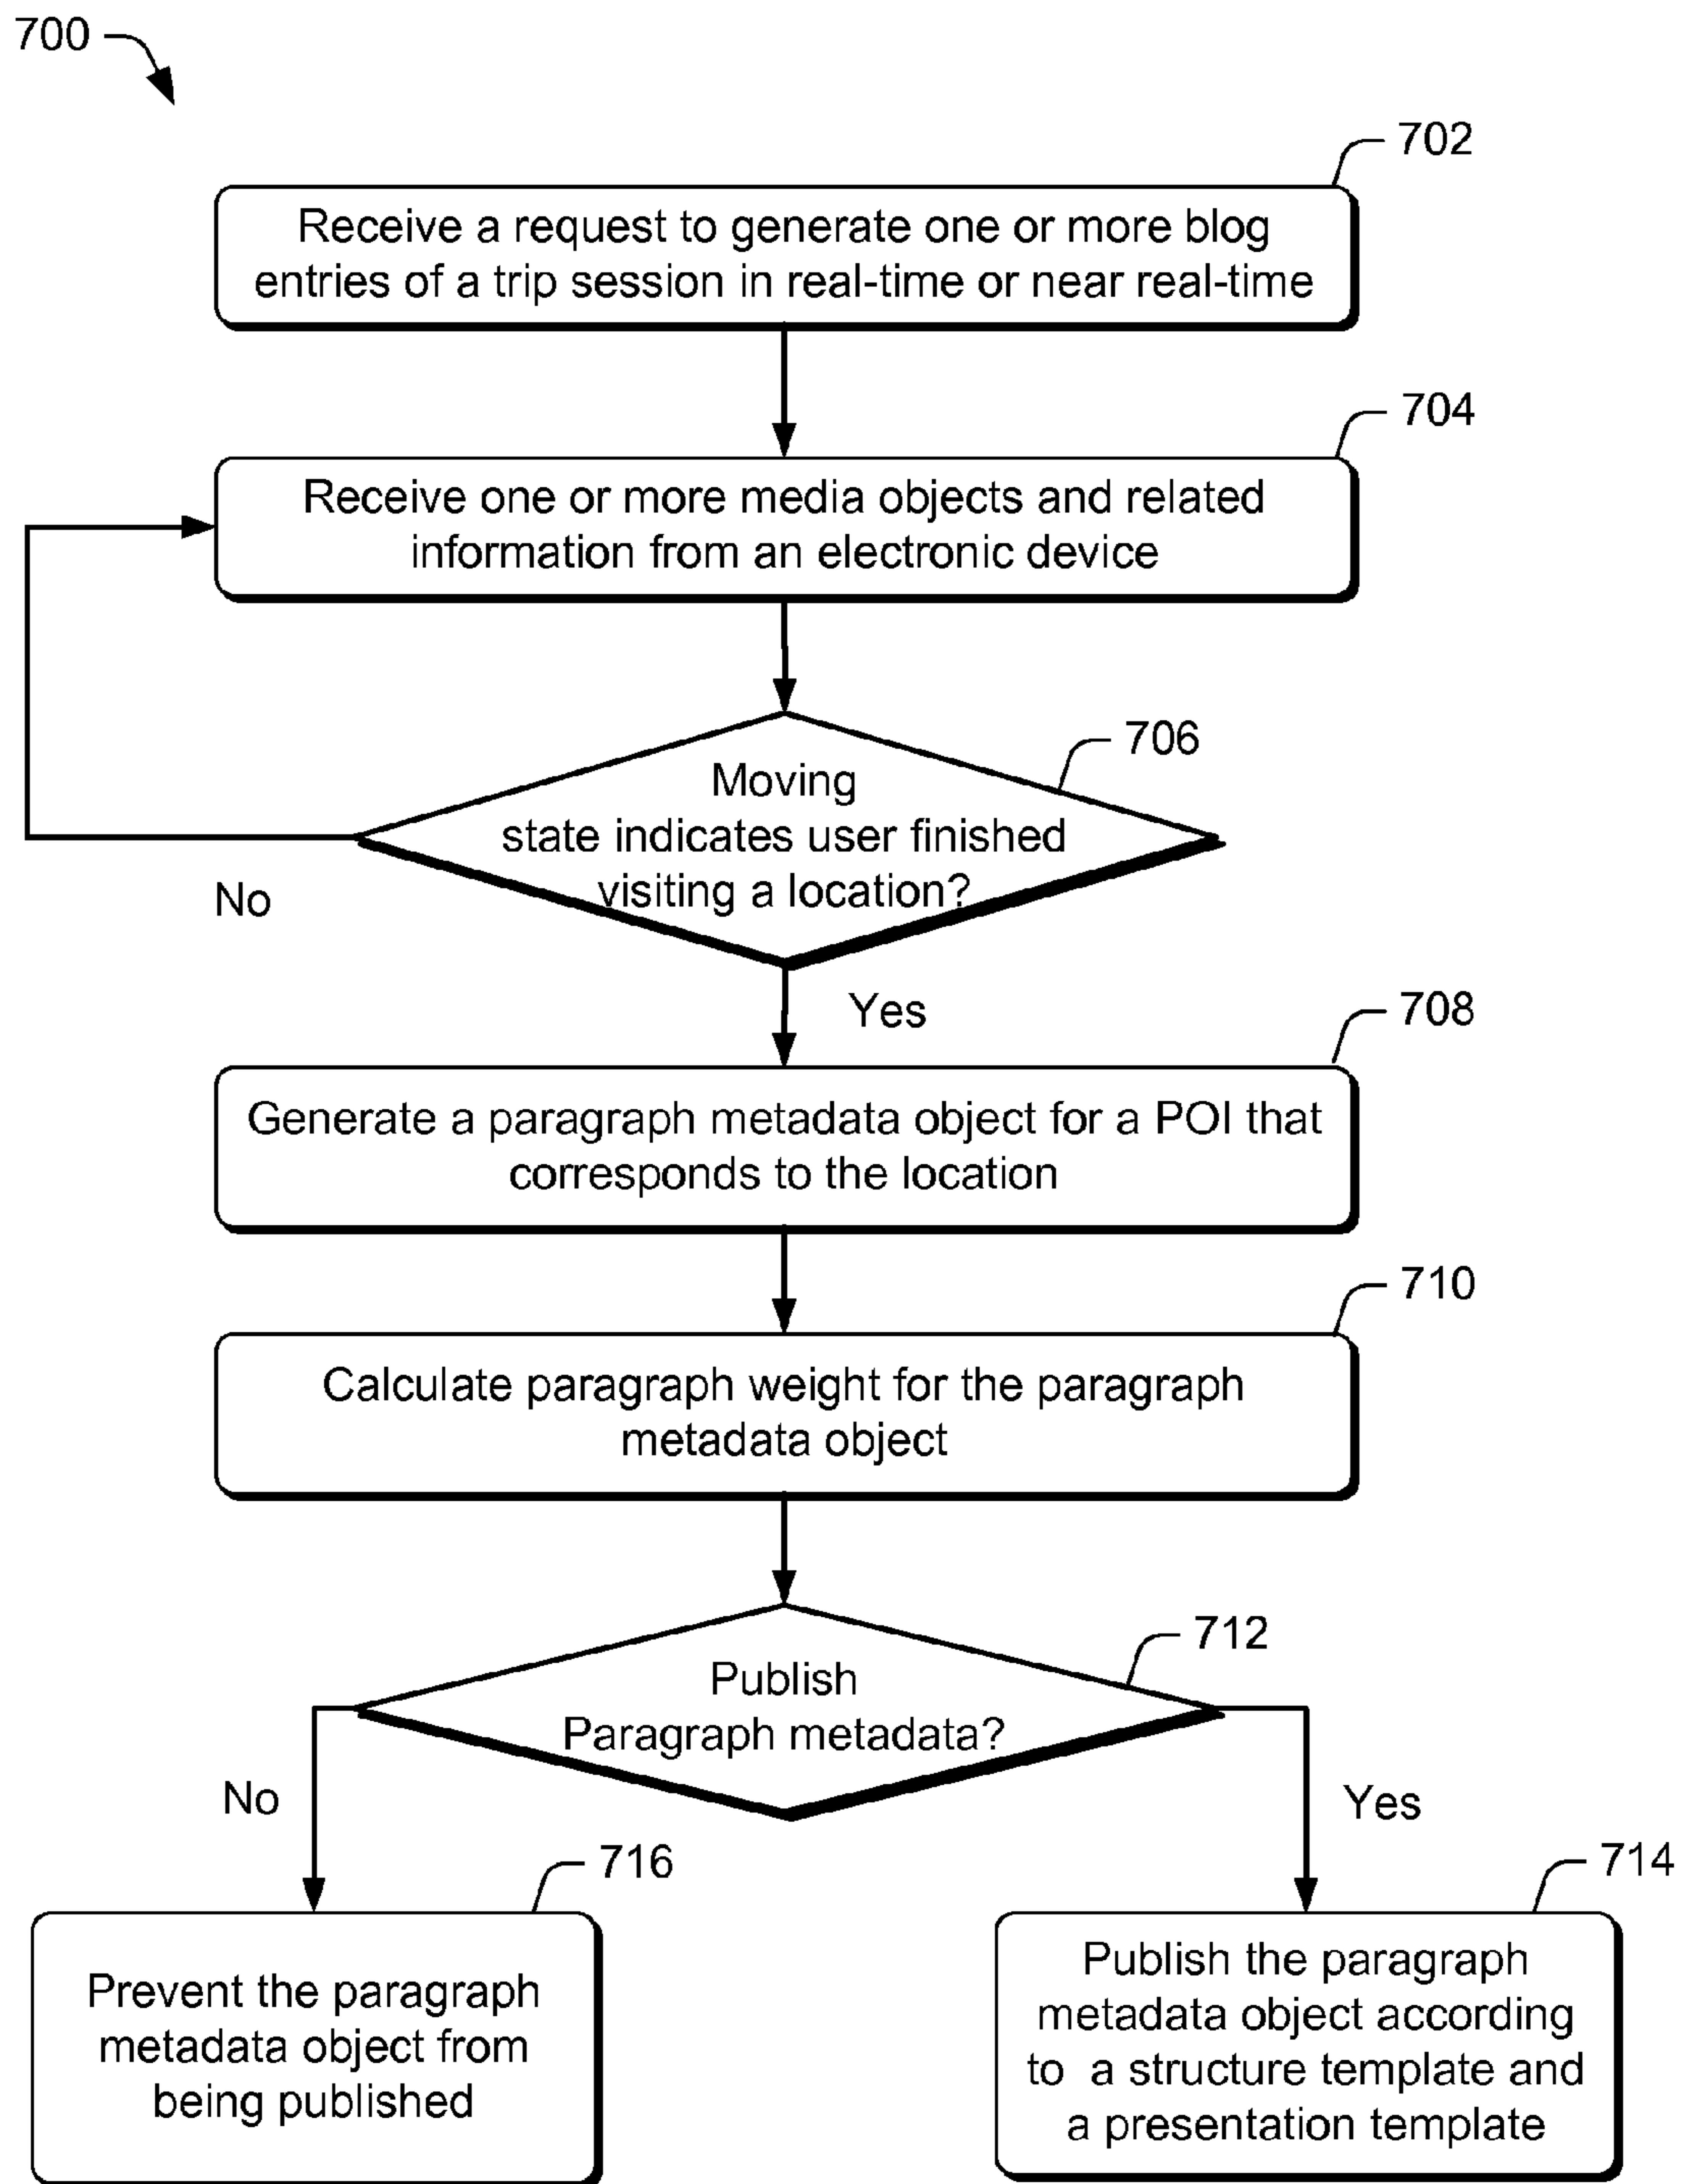 700
702
Receive a request to generate one or more blog
entries of a trip session in real-time or near real-time
704
Receive one or more media objects and related
information from an electronic device
706
Moving
state indicates user finished
visiting a location?
No
Yes
708
Generate a paragraph metadata object for a POI that
corresponds to the location
710
Calculate paragraph weight for the paragraph
metadata object
712
Publish
Paragraph metadata?
No
Yes
716
714
Prevent the paragraph
metadata object from
being published
Publish the paragraph
metadata object according
to a structure template and
a presentation template